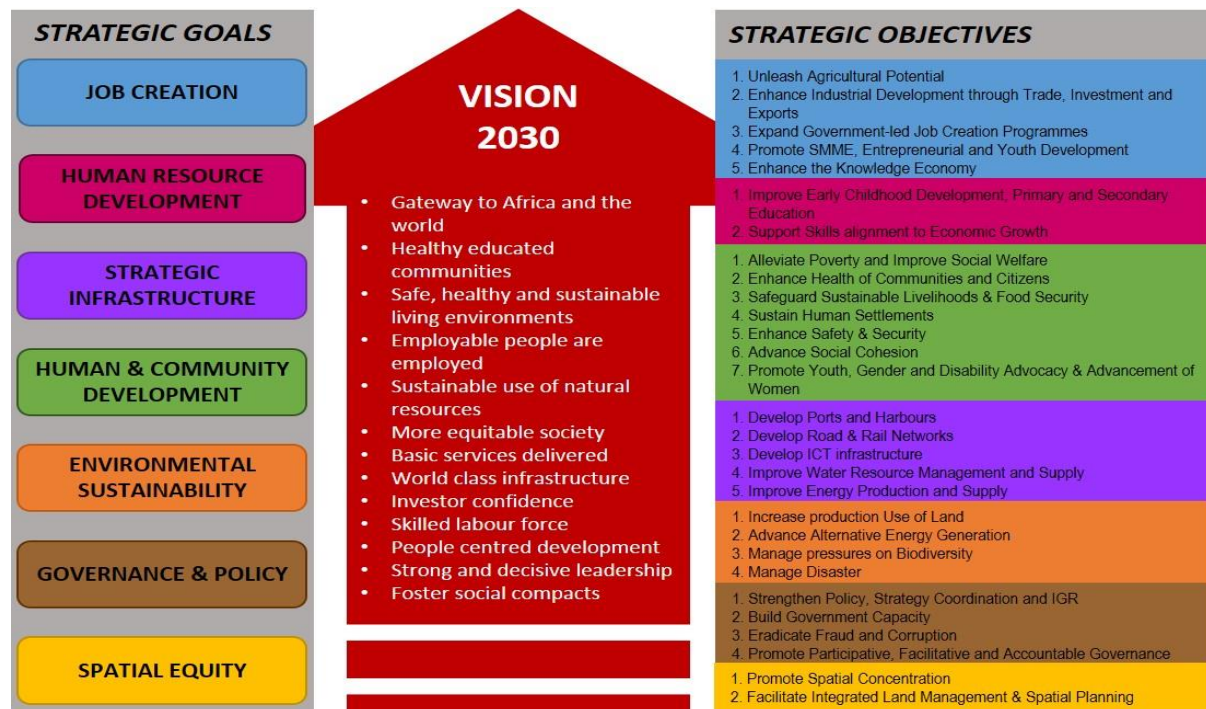 STRATEGIC GOALS
JOB CREATION
HUMAN RESOURCE
DEVELOPMENT
STRATEGIC
INFRASTRUCTURE
HUMAN & COMMUNITY
DEVELOPMENT
ENVIRONMENTAL
SUSTAINABILITY
GOVERNANCE & POLICY
SPATIAL EQUITY
VISION
2030
• Gateway to Africa and the
world
• Healthy educated
communities
• Safe, healthy and sustainable
living environments
• Employable people are
employed
• Sustainable use of natural
resources
• More equitable society
• Basic services delivered
• World class infrastructure
• Investor confidence
• Skilled labour force
• People centred development
• Strong and decisive leadership
• Foster social compacts
STRATEGIC OBJECTIVES
1. Unleash Agricultural Potential
2. Enhance Industrial Development through Trade, Investment and
Exports
3. Expand Government-led Job Creation Programmes
4. Promote SMME, Entrepreneurial and Youth Development
5. Enhance the Knowledge Economy
1. Improve Early Childhood Development, Primary and Secondary
Education
2. Support Skills alignment to Economic Growth
1. Alleviate Poverty and Improve Social Welfare
2. Enhance Health of Communities and Citizens
3. Safeguard Sustainable Livelihoods & Food Security
4. Sustain Human Settlements
5. Enhance Safety & Security
6. Advance Social Cohesion
7. Promote Youth, Gender and Disability Advocacy & Advancement of
Women
1. Develop Ports and Harbours
2. Develop Road & Rail Networks
3. Develop ICT infrastructure
4. Improve Water Resource Management and Supply
5. Improve Energy Production and Supply
1. Increase production Use of Land
2. Advance Alternative Energy Generation
3. Manage pressures on Biodiversity
4. Manage Disaster
1. Strengthen Policy, Strategy Coordination and IGR
2. Build Government Capacity
3. Eradicate Fraud and Corruption
4. Promote Participative, Facilitative and Accountable Governance
1. Promote Spatial Concentration
2. Facilitate Integrated Land Management & Spatial Planning